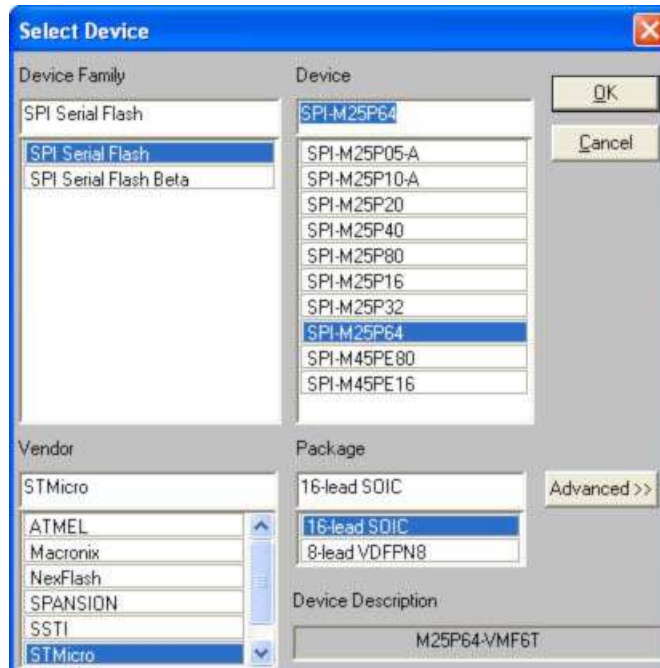 Select Device
Device Family
SPI Serial Flash
SPI Serial Flash
SPI Serial Flash Beta
Device
SPI-M25P64
SPI-M25P05-A
SPI-M25P10-A
SPI-M25P20
SPI-M25P40
SPI-M25P80
SPI-M25P16
SPI-M25P32
SPI-M25P64
SPI-M45PE80
SPI-M45PE16
OK
Cancel
Vendor
STMicro
ATMEL
Macronix
NexFlash
SPANSION
SSTI
STMicro
Package
16-lead SOIC
16-lead SOIC
8-lead VDFPN8
Advanced >>
Device Description
M25P64-VMF6T